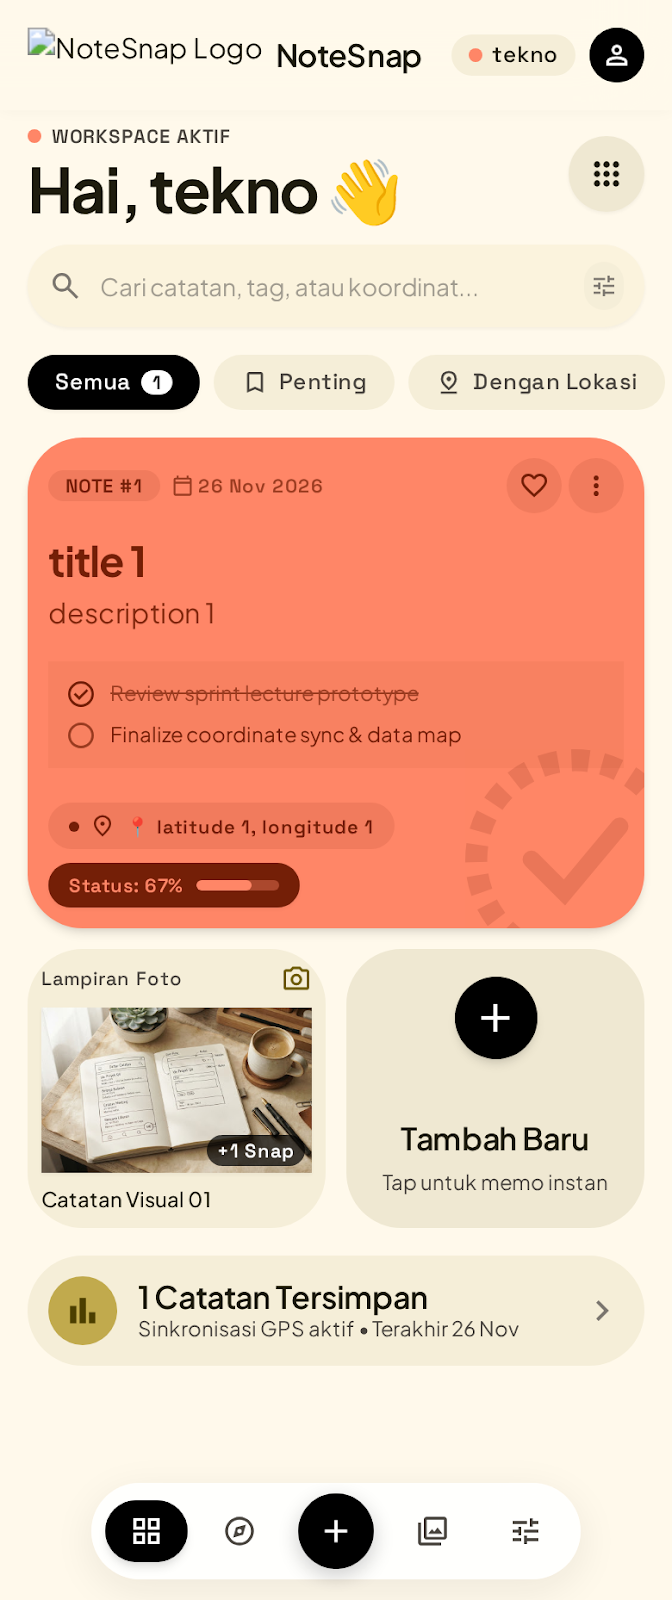 NoteSnap Logo NoteSnap tekno
WORKSPACE AKTIF
Hai, tekno 👋
Cari catatan, tag, atau koordinat...
Semua 1 Penting Dengan Lokasi
NOTE #1 26 Nov 2026
title 1
description 1
Review sprint lecture prototype
Finalize coordinate sync & data map
📍 latitude 1, longitude 1
Status: 67%
Lampiran Foto
+1 Snap
Catatan Visual 01
Tambah Baru
Tap untuk memo instan
1 Catatan Tersimpan
Sinkronisasi GPS aktif • Terakhir 26 Nov